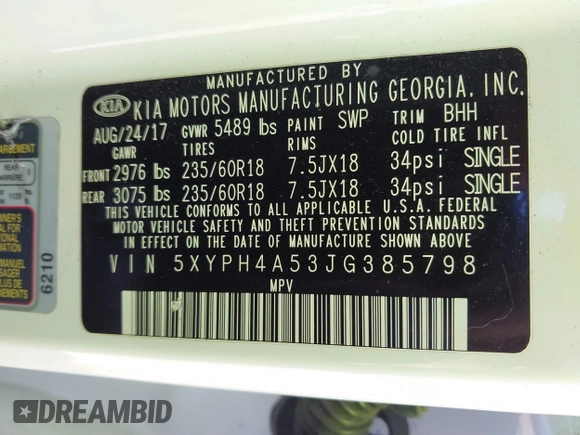 MANUFACTURED BY
KIA KIA MOTORS MANUFACTURING GEORGIA, INC.
AUG/24/17 GVWR 5489 lbs PAINT SWP TRIM BHH
GAWR TIRES RIMS COLD TIRE INFL
FRONT 2976 lbs 235/60R18 7.5JX18 34psi SINGLE
REAR 3075 lbs 235/60R18 7.5JX18 34psi SINGLE
THIS VEHICLE CONFORMS TO ALL APPLICABLE U.S.A. FEDERAL
MOTOR VEHICLE SAFETY AND THEFT PREVENTION STANDARDS
IN EFFECT ON THE DATE OF MANUFACTURE SHOWN ABOVE
VIN 5XYPH4A53JG385798
MPV
REAR
6210
DREAMBID